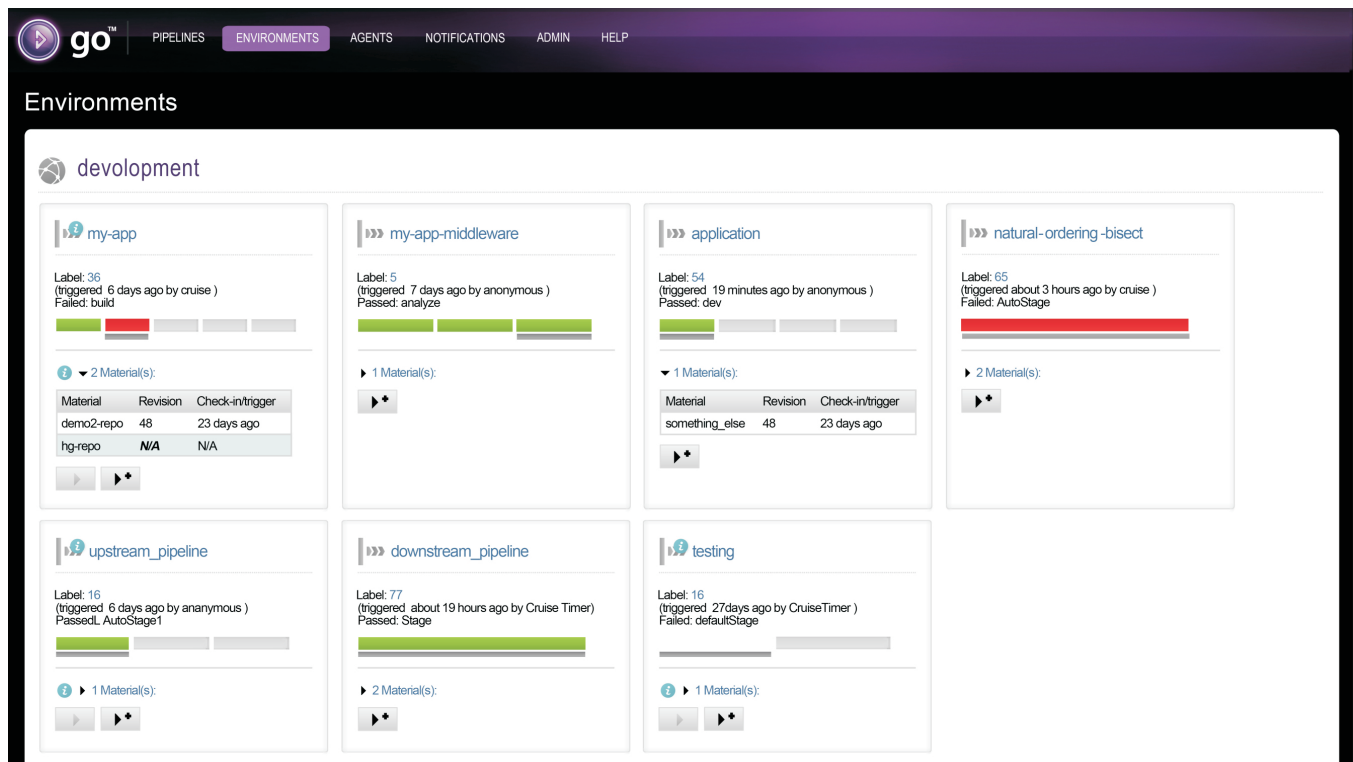 go™ PIPELINES ENVIRONMENTS AGENTS NOTIFICATIONS ADMIN HELP
Environments
devolopment
my-app
Label: 36
(triggered 6 days ago by cruise )
Failed: build
2 Material(s):
Material Revision Check-in/trigger
demo2-repo 48 23 days ago
hg-repo N/A N/A
my-app-middleware
Label: 5
(triggered 7 days ago by anonymous )
Passed: analyze
1 Material(s):
application
Label: 54
(triggered 19 minutes ago by anonymous )
Passed: dev
1 Material(s):
Material Revision Check-in/trigger
something_else 48 23 days ago
natural-ordering -bisect
Label: 65
(triggered about 3 hours ago by cruise )
Failed: AutoStage
2 Material(s):
upstream_pipeline
Label: 16
(triggered 6 days ago by ananymous )
PassedL AutoStage1
1 Material(s):
downstream_pipeline
Label: 77
(triggered about 19 hours ago by Cruise Timer)
Passed: Stage
2 Material(s):
testing
Label: 16
(triggered 27days ago by CruiseTimer )
Failed: defaultStage
1 Material(s):